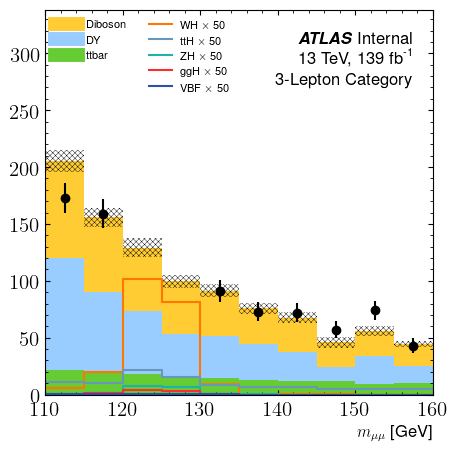 Diboson
DY
ttbar
WH × 50
ttH × 50
ZH × 50
ggH × 50
VBF × 50
ATLAS Internal
13 TeV, 139 fb⁻¹
3-Lepton Category
300
250
200
150
100
50
0
110 120 130 140 150 160
m_μμ [GeV]